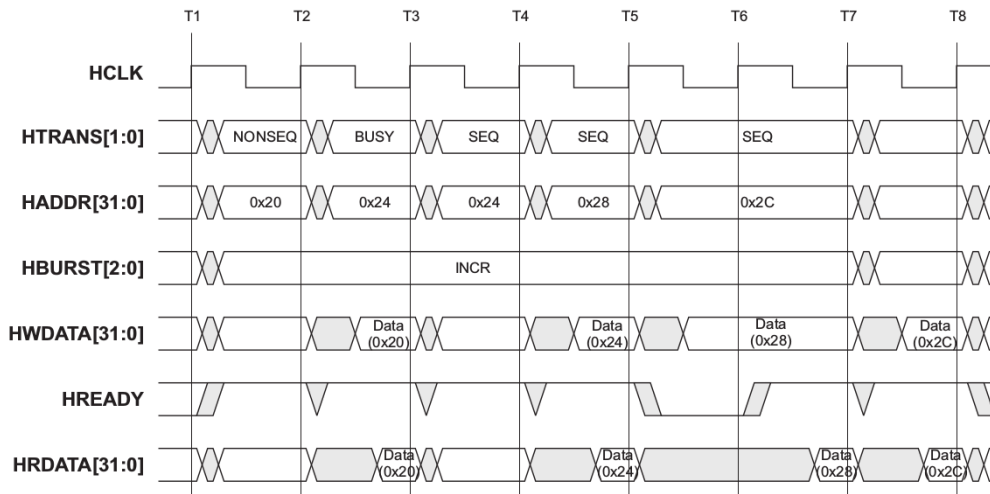 T1 T2 T3 T4 T5 T6 T7 T8
HCLK
HTRANS[1:0] NONSEQ BUSY SEQ SEQ SEQ
HADDR[31:0] 0x20 0x24 0x24 0x28 0x2C
HBURST[2:0] INCR
HWDATA[31:0] Data (0x20) Data (0x24) Data (0x28) Data (0x2C)
HREADY
HRDATA[31:0] Data (0x20) Data (0x24) Data (0x28) Data (0x2C)